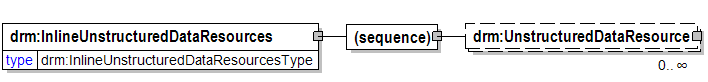 drm:InlineUnstructuredDataResources
type drm:InlineUnstructuredDataResourcesType
(sequence)
drm:UnstructuredDataResource
0.. ∞